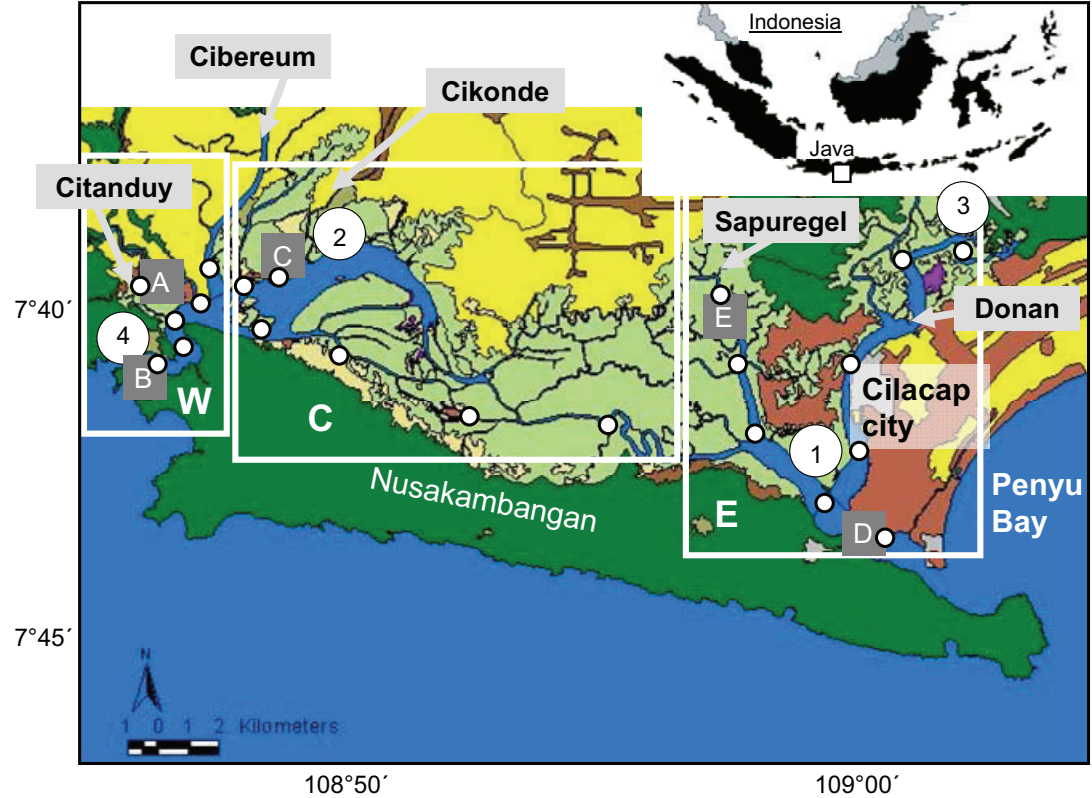 Indonesia
Cibereum
Cikonde
Java
Citanduy
3
2
Sapuregel
C
A
E
7°40´
Donan
4
B
W
Cilacap
city
C
1
Nusakambangan
Penyu
Bay
E
D
7°45´
N
1 0 1 2 Kilometers
108°50´
109°00´